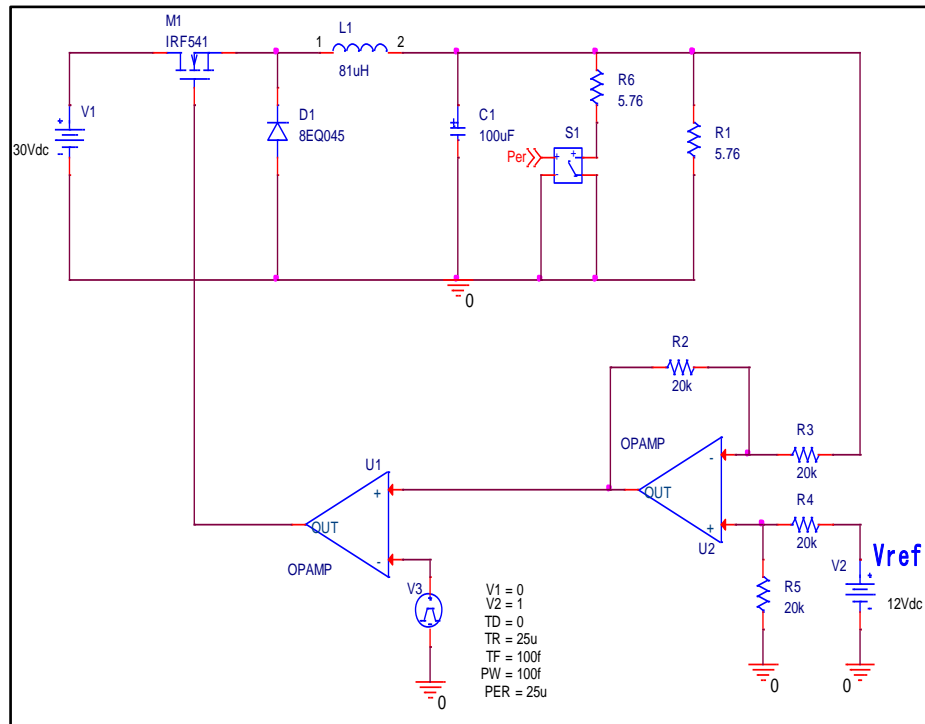 M1
IRF541
L1
1 2
81uH
V1
+
-
30Vdc
D1
8EQ045
+
C1
100uF
R6
5.76
S1
Per
+ +
- -
R1
5.76
0
R2
20k
OPAMP
R3
20k
-
OUT
+
U2
R4
20k
U1
+
OUT
-
OPAMP
R5
20k
V2
Vref
+
-
12Vdc
V3
+
-
V1 = 0
V2 = 1
TD = 0
TR = 25u
TF = 100f
PW = 100f
PER = 25u
0
0
0